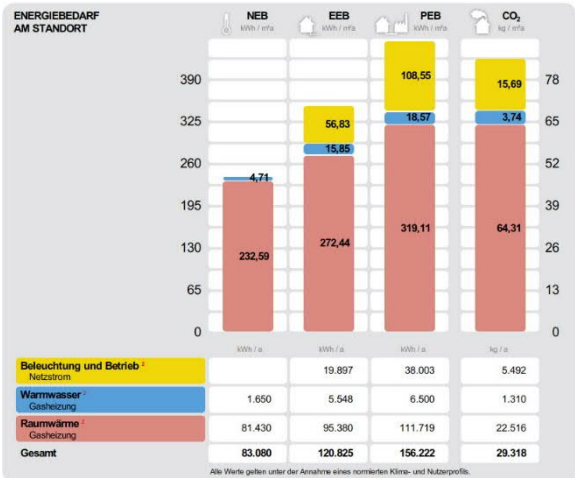 ENERGIEBEDARF
AM STANDORT
NEB EEB PEB CO₂
kWh / m²a kWh / m²a kWh / m²a kg / m²a
390 108,55 15,69 78
325 56,83 18,57 3,74 65
260 15,85 52
195 4,71 39
130 232,59 272,44 319,11 64,31 26
65 13
0 0
kWh / a kWh / a kWh / a kg / a
Beleuchtung und Betrieb ²
Netzstrom
19.897 38.003 5.492
Warmwasser ²
Gasheizung
1.650 5.548 6.500 1.310
Raumwärme ²
Gasheizung
81.430 95.380 111.719 22.516
Gesamt 83.080 120.825 156.222 29.318
Alle Werte gelten unter der Annahme eines normierten Klima- und Nutzerprofils.